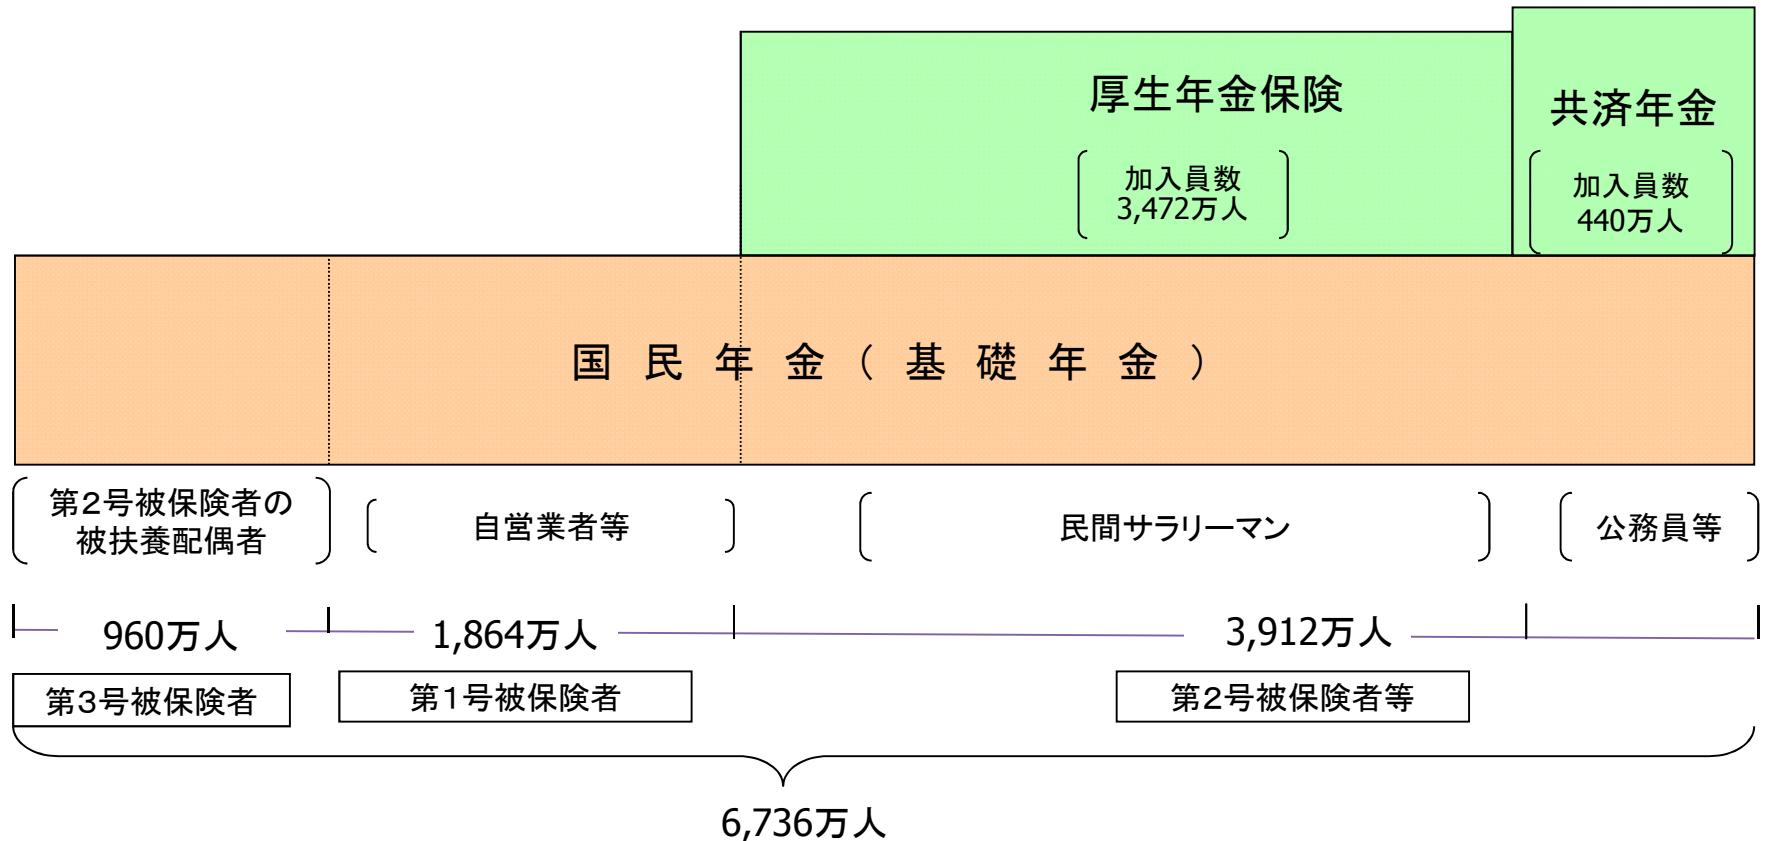 厚生年金保険
加入員数
3,472万人
共済年金
加入員数
440万人
国民年金(基礎年金)
第2号被保険者の
被扶養配偶者
自営業者等
民間サラリーマン
公務員等
960万人
1,864万人
3,912万人
第3号被保険者
第1号被保険者
第2号被保険者等
6,736万人